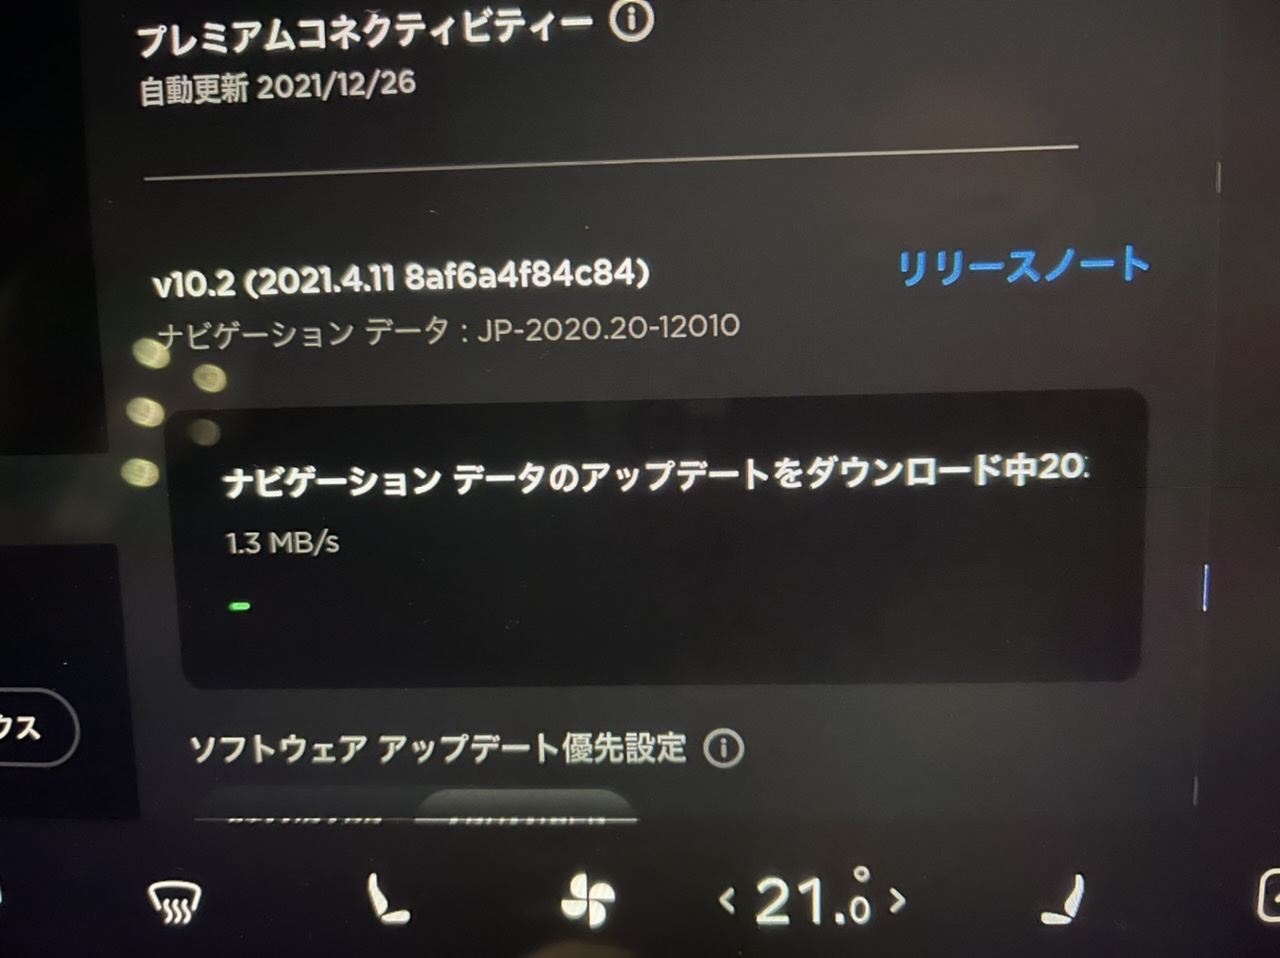 プレミアムコネクティビティー
自動更新 2021/12/26
v10.2 (2021.4.11 8af6a4f84c84)
リリースノート
ナビゲーション データ : JP-2020.20-12010
ナビゲーション データのアップデートをダウンロード中20
1.3 MB/s
クス
ソフトウェア アップデート優先設定
< 21.0° >